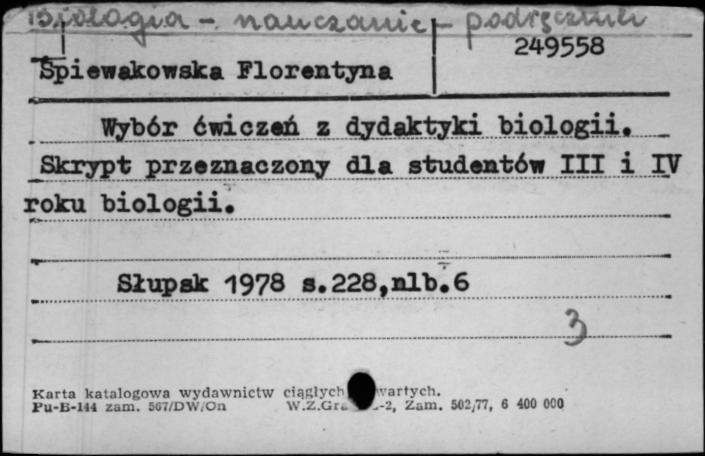 Biologia - nauczanie - podręczniki
249558
Śpiewakowska Florentyna
Wybór ćwiczeń z dydaktyki biologii.
Skrypt przeznaczony dla studentów III i IV
roku biologii.
Słupsk 1978 s.228,nlb.6
3
Karta katalogowa wydawnictw ciągłych wartych.
Pu-B-144 zam. 567/DW/On W.Z.Gra -2, Zam. 502/77, 6 400 000